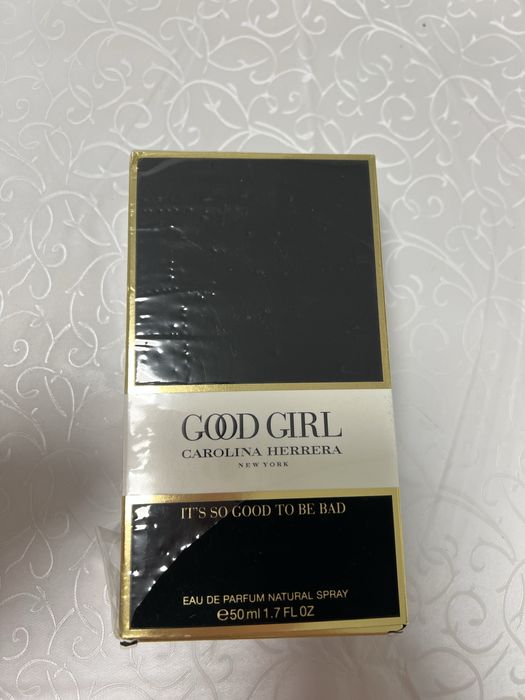 GOOD GIRL
CAROLINA HERRERA
NEW YORK
IT'S SO GOOD TO BE BAD
EAU DE PARFUM NATURAL SPRAY
℮50 ml 1.7 FL OZ